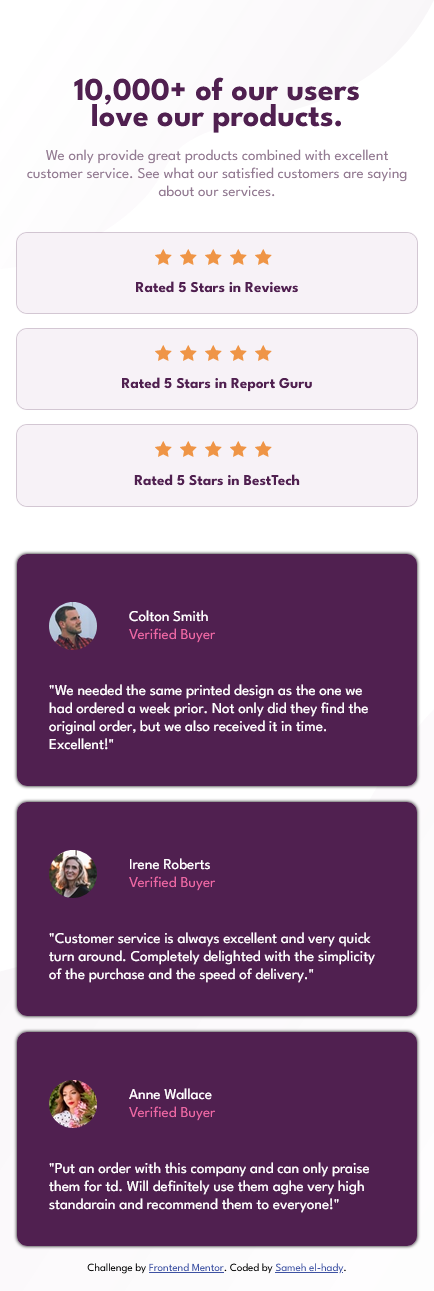 10,000+ of our users
love our products.
We only provide great products combined with excellent
customer service. See what our satisfied customers are saying
about our services.
Rated 5 Stars in Reviews
Rated 5 Stars in Report Guru
Rated 5 Stars in BestTech
Colton Smith
Verified Buyer
"We needed the same printed design as the one we
had ordered a week prior. Not only did they find the
original order, but we also received it in time.
Excellent!"
Irene Roberts
Verified Buyer
"Customer service is always excellent and very quick
turn around. Completely delighted with the simplicity
of the purchase and the speed of delivery."
Anne Wallace
Verified Buyer
"Put an order with this company and can only praise
them for td. Will definitely use them aghe very high
standarain and recommend them to everyone!"
Challenge by Frontend Mentor. Coded by Sameh el-hady.